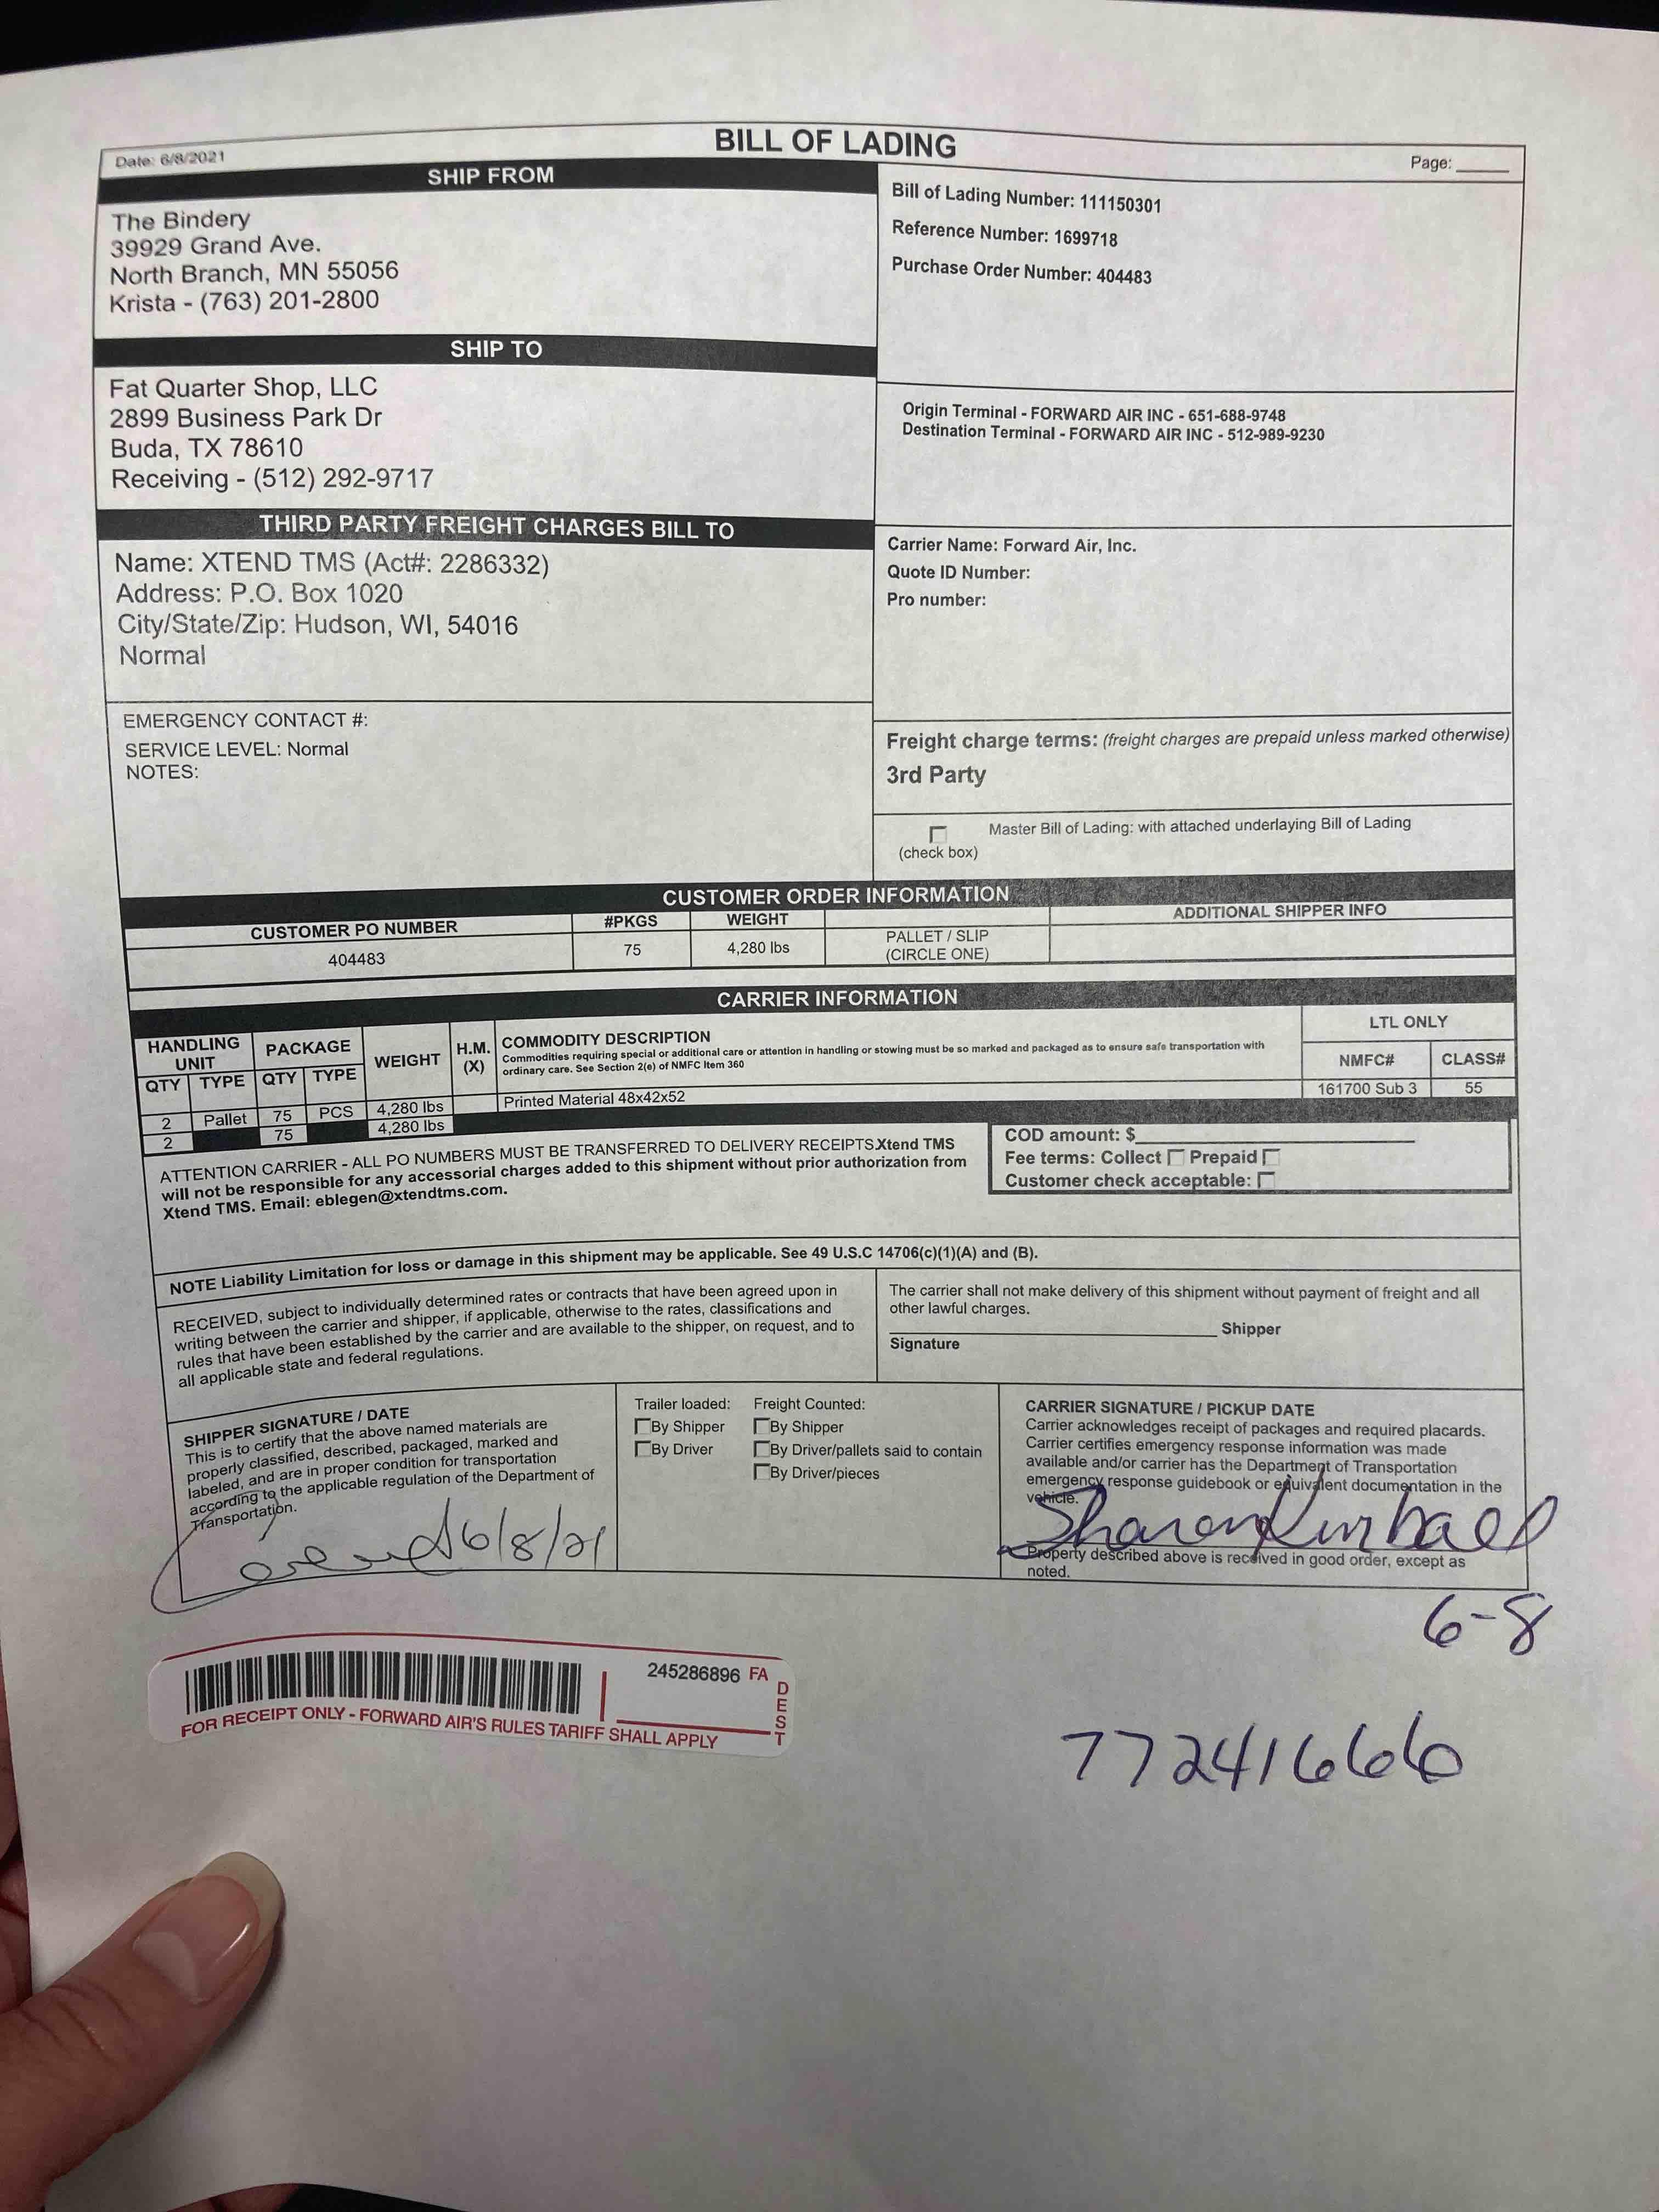 BILL OF LADING
Date: 6/8/2021
Page:
SHIP FROM
The Bindery
39929 Grand Ave.
North Branch, MN 55056
Krista - (763) 201-2800
Bill of Lading Number: 111150301
Reference Number: 1699718
Purchase Order Number: 404483
SHIP TO
Fat Quarter Shop, LLC
2899 Business Park Dr
Buda, TX 78610
Receiving - (512) 292-9717
Origin Terminal - FORWARD AIR INC - 651-688-9748
Destination Terminal - FORWARD AIR INC - 512-989-9230
THIRD PARTY FREIGHT CHARGES BILL TO
Name: XTEND TMS (Act#: 2286332)
Address: P.O. Box 1020
City/State/Zip: Hudson, WI, 54016
Normal
Carrier Name: Forward Air, Inc.
Quote ID Number:
Pro number:
EMERGENCY CONTACT #:
SERVICE LEVEL: Normal
NOTES:
Freight charge terms: (freight charges are prepaid unless marked otherwise)
3rd Party
Master Bill of Lading: with attached underlaying Bill of Lading
(check box)
CUSTOMER ORDER INFORMATION
CUSTOMER PO NUMBER #PKGS WEIGHT ADDITIONAL SHIPPER INFO
404483 75 4,280 lbs PALLET / SLIP
(CIRCLE ONE)
CARRIER INFORMATION
HANDLING UNIT PACKAGE WEIGHT H.M. (X) COMMODITY DESCRIPTION LTL ONLY
Commodities requiring special or additional care or attention in handling or stowing must be so marked and packaged as to ensure safe transportation with
ordinary care. See Section 2(e) of NMFC Item 360
QTY TYPE QTY TYPE NMFC# CLASS#
2 Pallet 75 PCS 4,280 lbs Printed Material 48x42x52 161700 Sub 3 55
2 75 4,280 lbs
ATTENTION CARRIER - ALL PO NUMBERS MUST BE TRANSFERRED TO DELIVERY RECEIPTS.Xtend TMS
will not be responsible for any accessorial charges added to this shipment without prior authorization from
Xtend TMS. Email: eblegen@xtendtms.com.
COD amount: $
Fee terms: Collect Prepaid
Customer check acceptable:
NOTE Liability Limitation for loss or damage in this shipment may be applicable. See 49 U.S.C 14706(c)(1)(A) and (B).
RECEIVED, subject to individually determined rates or contracts that have been agreed upon in
writing between the carrier and shipper, if applicable, otherwise to the rates, classifications and
rules that have been established by the carrier and are available to the shipper, on request, and to
all applicable state and federal regulations.
The carrier shall not make delivery of this shipment without payment of freight and all
other lawful charges.
Shipper
Signature
SHIPPER SIGNATURE / DATE
This is to certify that the above named materials are
properly classified, described, packaged, marked and
labeled, and are in proper condition for transportation
according to the applicable regulation of the Department of
Transportation.
6/8/21
Trailer loaded: Freight Counted:
By Shipper By Shipper
By Driver By Driver/pallets said to contain
By Driver/pieces
CARRIER SIGNATURE / PICKUP DATE
Carrier acknowledges receipt of packages and required placards.
Carrier certifies emergency response information was made
available and/or carrier has the Department of Transportation
emergency response guidebook or equivalent documentation in the
vehicle.
Sharon Kimball
Property described above is received in good order, except as
noted.
6-8
245286896 FA
DEST
FOR RECEIPT ONLY - FORWARD AIR'S RULES TARIFF SHALL APPLY
77241666